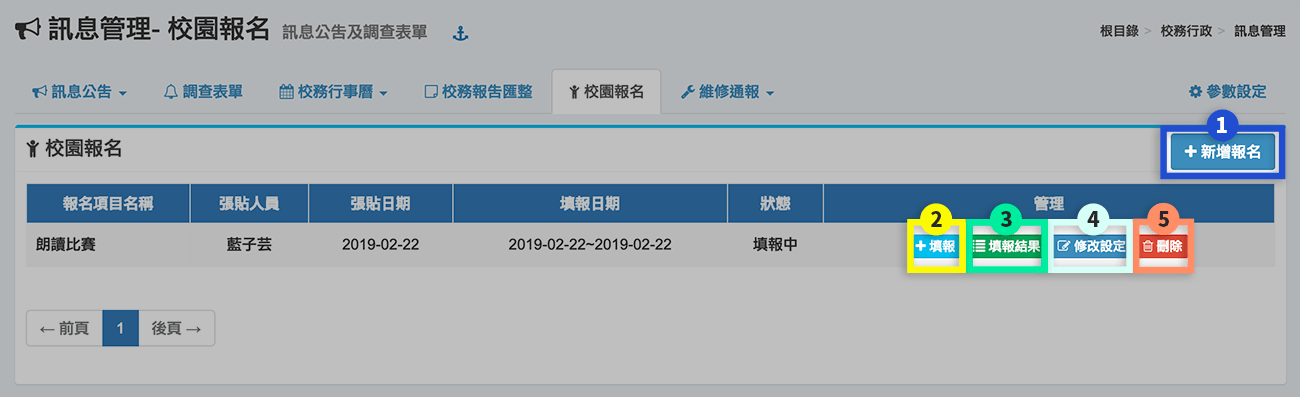 訊息管理- 校園報名 訊息公告及調查表單
根目錄 > 校務行政 > 訊息管理
訊息公告 調查表單 校務行事曆 校務報告匯整 校園報名 維修通報 參數設定
1
校園報名 + 新增報名
報名項目名稱 張貼人員 張貼日期 填報日期 狀態 管理
2 3 4 5
朗讀比賽 藍子芸 2019-02-22 2019-02-22~2019-02-22 填報中 +填報 填報結果 修改設定 刪除
← 前頁 1 後頁 →